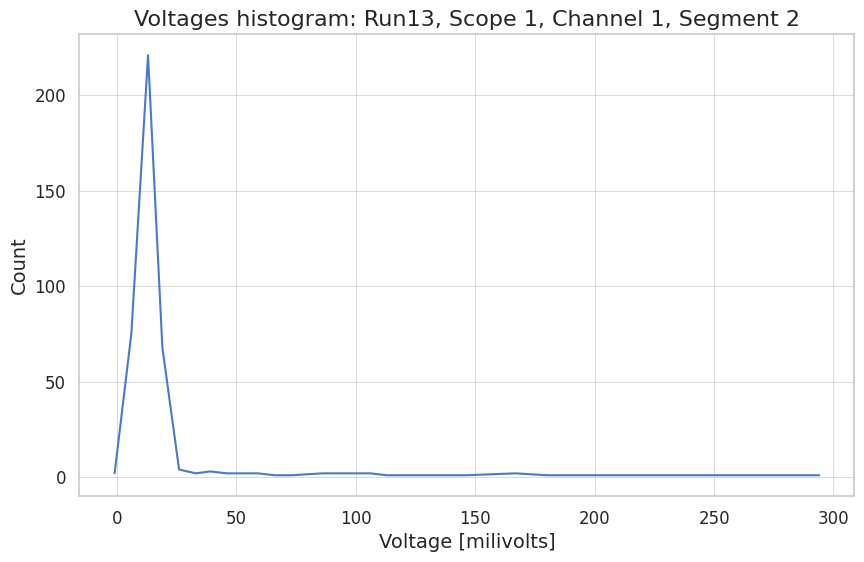 Voltages histogram: Run13, Scope 1, Channel 1, Segment 2
200
150
100
50
0
Count
0 50 100 150 200 250 300
Voltage [milivolts]